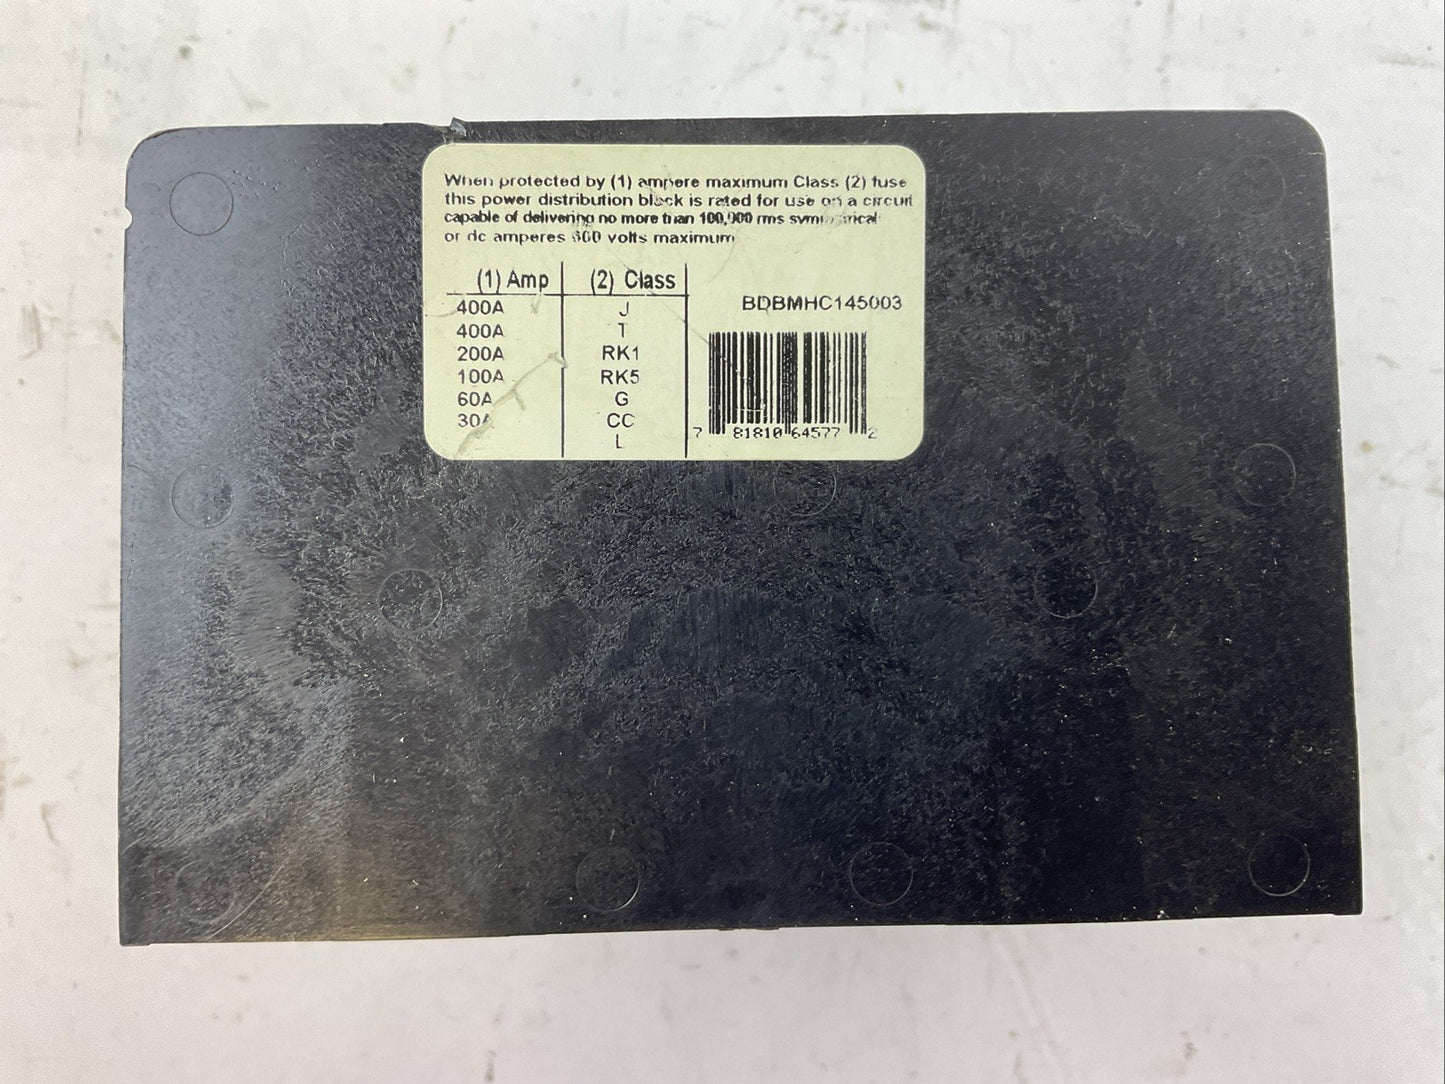 When protected by (1) ampere maximum Class (2) fuse
this power distribution block is rated for use on a circuit
capable of delivering no more than 100,000 rms symmetrical
or dc amperes 600 volts maximum
(1) Amp (2) Class
400A J
400A T
200A RK1
100A RK5
60A G
30A CC
L
BDBMHC145003
7 81810 64577 2